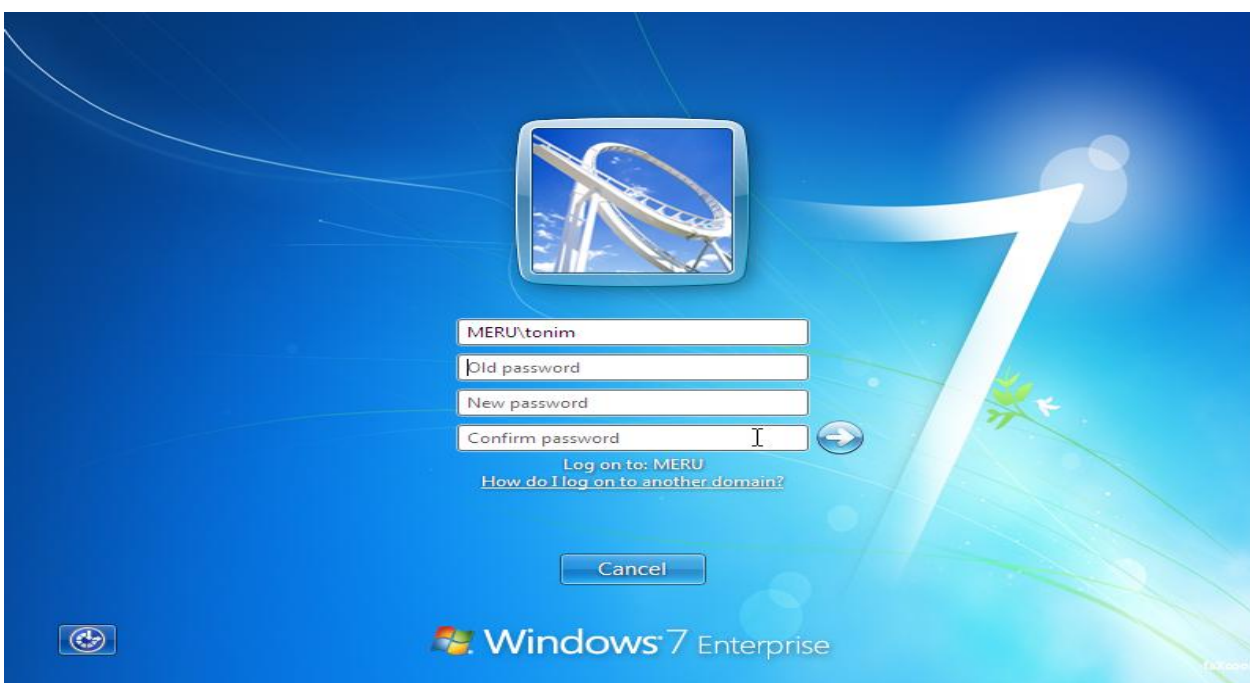 MERU\tonim
Old password
New password
Confirm password
Log on to: MERU
How do I log on to another domain?
Cancel
Windows 7 Enterprise